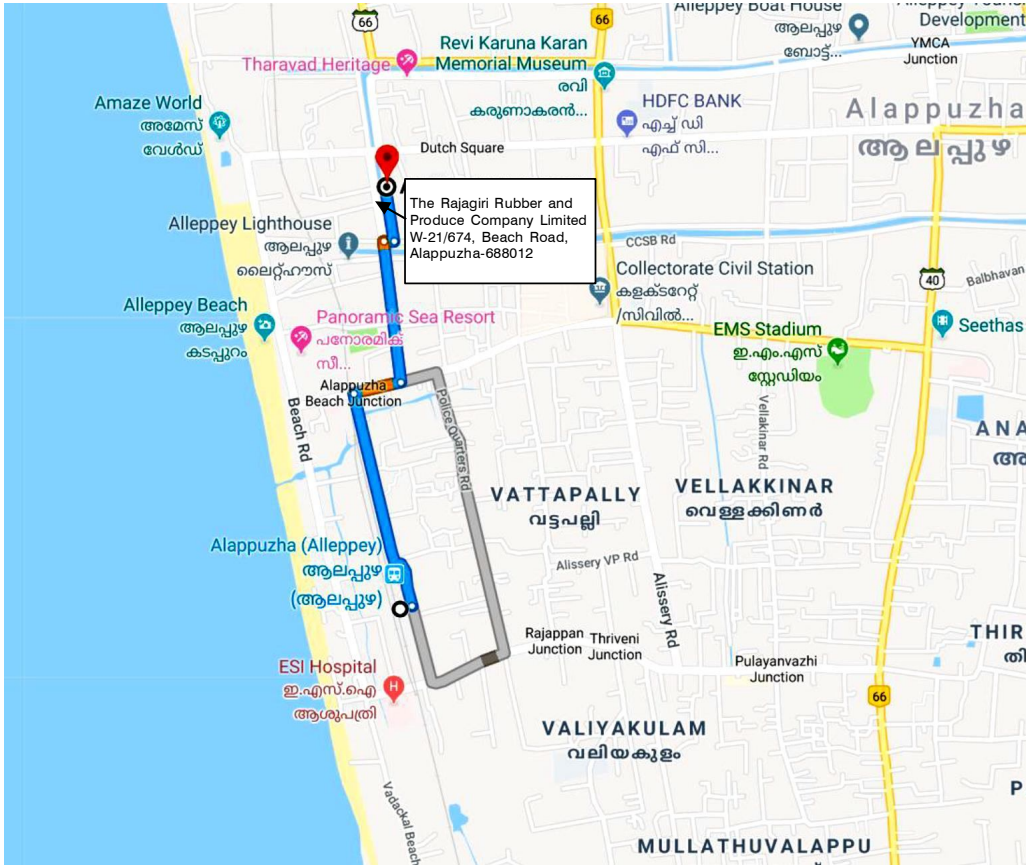 Alleppey Boat House
ആലപ്പുഴ
ബോട്ട്...
Development
YMCA
Junction
66
66
Revi Karuna Karan
Memorial Museum
രവി
കരുണാകരൻ...
Tharavad Heritage
Amaze World
അമേസ്
വേൾഡ്
HDFC BANK
എച്ച് ഡി
എഫ് സി...
Alappuzha
ആലപ്പുഴ
Dutch Square
The Rajagiri Rubber and
Produce Company Limited
W-21/674, Beach Road,
Alappuzha-688012
Alleppey Lighthouse
ആലപ്പുഴ
ലൈറ്റ്ഹൗസ്
CCSB Rd
Collectorate Civil Station
കളക്ടറേറ്റ്
/സിവിൽ...
40
Balbhavan
Alleppey Beach
ആലപ്പുഴ
കടപ്പുറം
Panoramic Sea Resort
പനോരമിക്
സീ...
EMS Stadium
ഇ.എം.എസ്
സ്റ്റേഡിയം
Seethas
Alappuzha
Beach Junction
Beach Rd
Police Quarters Rd
Vellakinar Rd
ANA
VATTAPALLY
വട്ടപല്ലി
VELLAKKINAR
വെള്ളക്കിണർ
Alappuzha (Alleppey)
ആലപ്പുഴ
(ആലപ്പുഴ)
Alissery VP Rd
Alissery Rd
Rajappan
Junction
Thriveni
Junction
Pulayanvazhi
Junction
THIR
തി
ESI Hospital
ഇ.എസ്.ഐ
ആശുപത്രി
H
66
VALIYAKULAM
വലിയകുളം
Vadackal Beach
P
MULLATHUVALAPPU